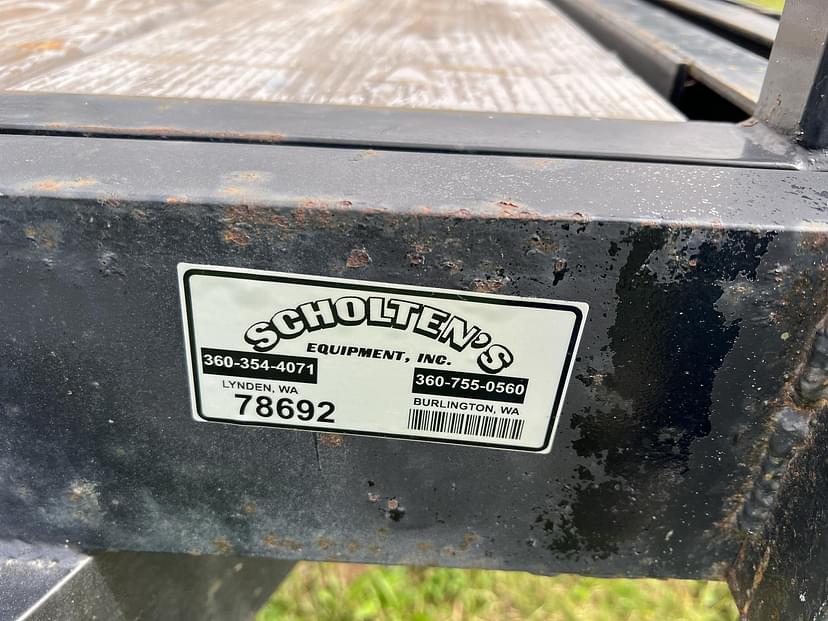 SCHOLTEN'S
EQUIPMENT, INC.
360-354-4071
LYNDEN, WA
78692
360-755-0560
BURLINGTON, WA